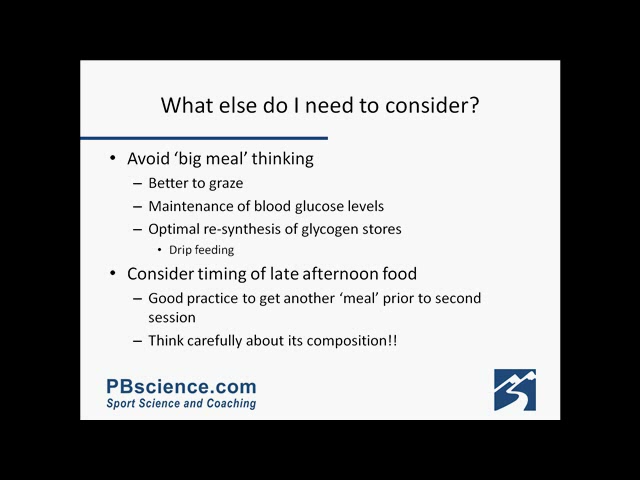 What else do I need to consider?
• Avoid ‘big meal’ thinking
– Better to graze
– Maintenance of blood glucose levels
– Optimal re-synthesis of glycogen stores
• Drip feeding
• Consider timing of late afternoon food
– Good practice to get another ‘meal’ prior to second
session
– Think carefully about its composition!!
PBscience.com
Sport Science and Coaching